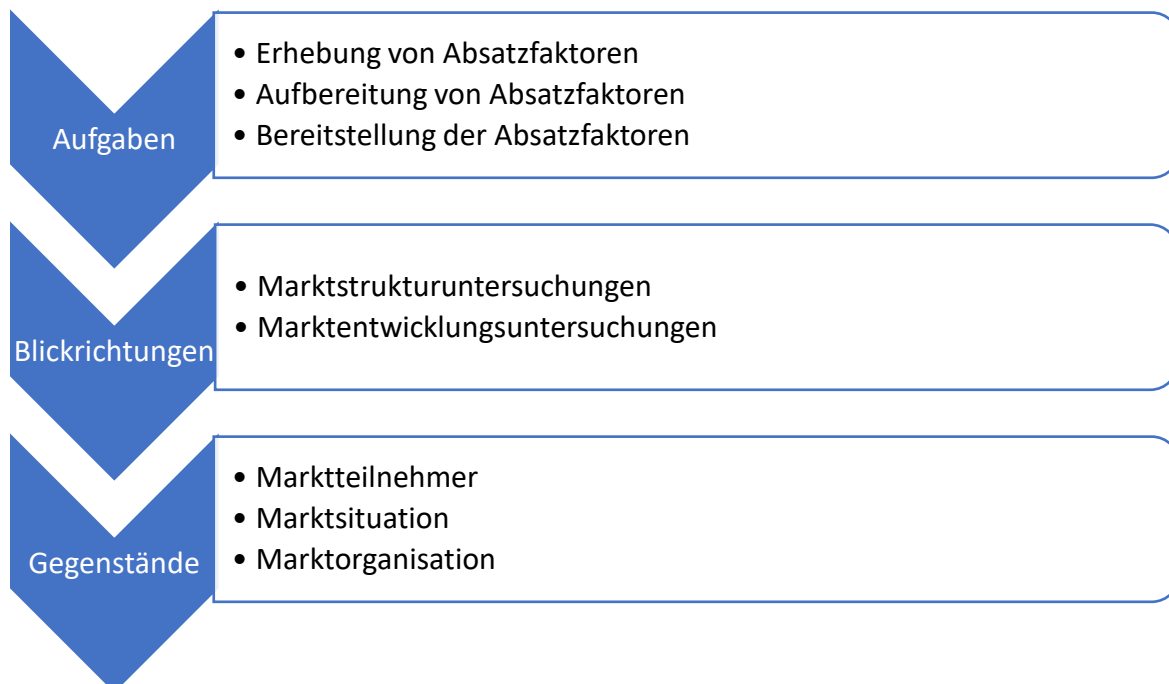 Aufgaben
• Erhebung von Absatzfaktoren
• Aufbereitung von Absatzfaktoren
• Bereitstellung der Absatzfaktoren
Blickrichtungen
• Marktstrukturuntersuchungen
• Marktentwicklungsuntersuchungen
Gegenstände
• Marktteilnehmer
• Marktsituation
• Marktorganisation